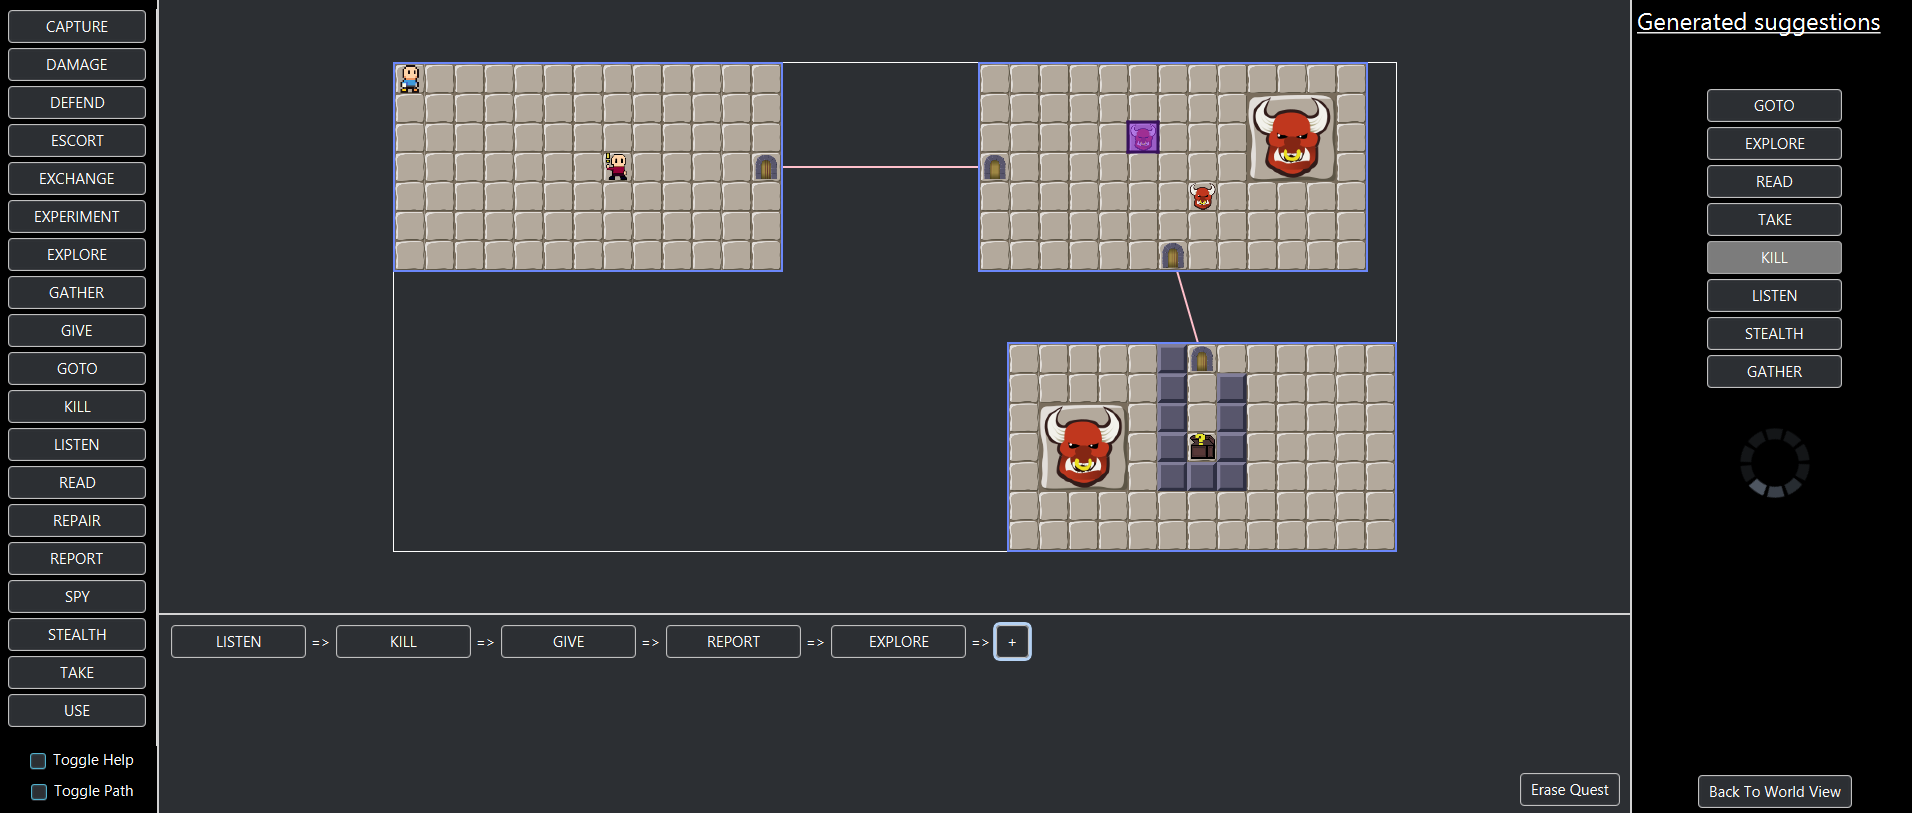 CAPTURE
DAMAGE
DEFEND
ESCORT
EXCHANGE
EXPERIMENT
EXPLORE
GATHER
GIVE
GOTO
KILL
LISTEN
READ
REPAIR
REPORT
SPY
STEALTH
TAKE
USE
Toggle Help
Toggle Path
LISTEN => KILL => GIVE => REPORT => EXPLORE => +
Erase Quest
Generated suggestions
GOTO
EXPLORE
READ
TAKE
KILL
LISTEN
STEALTH
GATHER
Back To World View